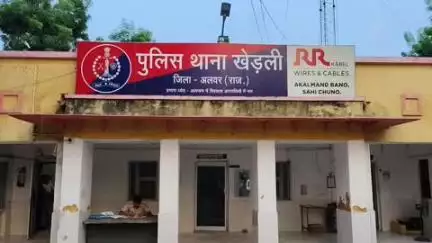 पुलिस थाना खेड़ली
जिला - अलवर (राज.)
RR KABEL
WIRES & CABLES
AKALMAND BANO,
SAHI CHUNO.